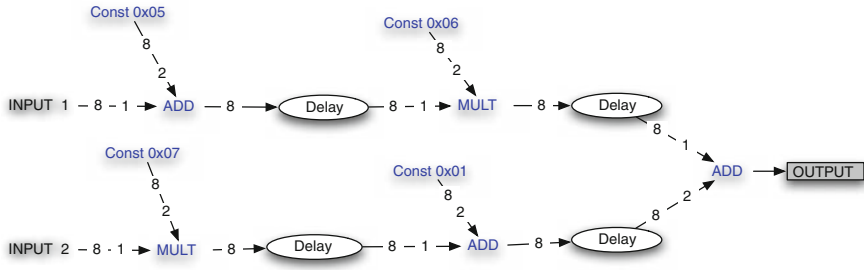 Const 0x05
8
2
INPUT 1 8 1 ADD 8 Delay 8 1 MULT 8 Delay
Const 0x06
8
2
8
1
ADD OUTPUT
Const 0x07
8
2
INPUT 2 8 1 MULT 8 Delay 8 1 ADD 8 Delay
Const 0x01
8
2
8
2